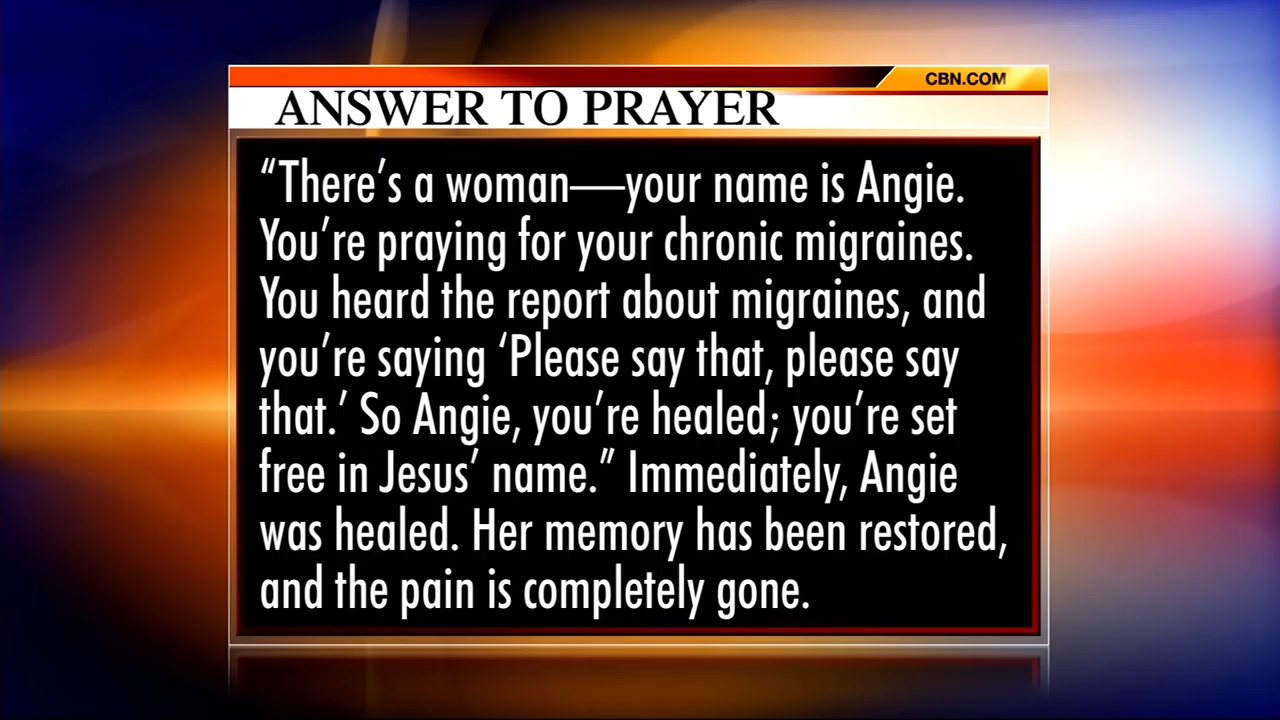 CBN.COM
ANSWER TO PRAYER
“There’s a woman—your name is Angie.
You’re praying for your chronic migraines.
You heard the report about migraines, and
you’re saying ‘Please say that, please say
that.’ So Angie, you’re healed; you’re set
free in Jesus’ name.” Immediately, Angie
was healed. Her memory has been restored,
and the pain is completely gone.